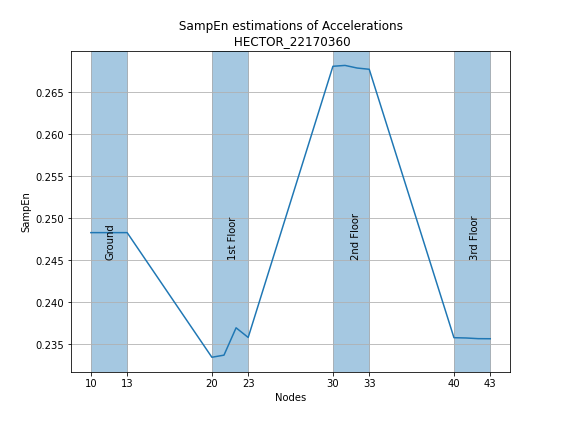 SampEn estimations of Accelerations
HECTOR_22170360
SampEn
0.265
0.260
0.255
0.250
0.245
0.240
0.235
Ground
1st Floor
2nd Floor
3rd Floor
10 13 20 23 30 33 40 43
Nodes